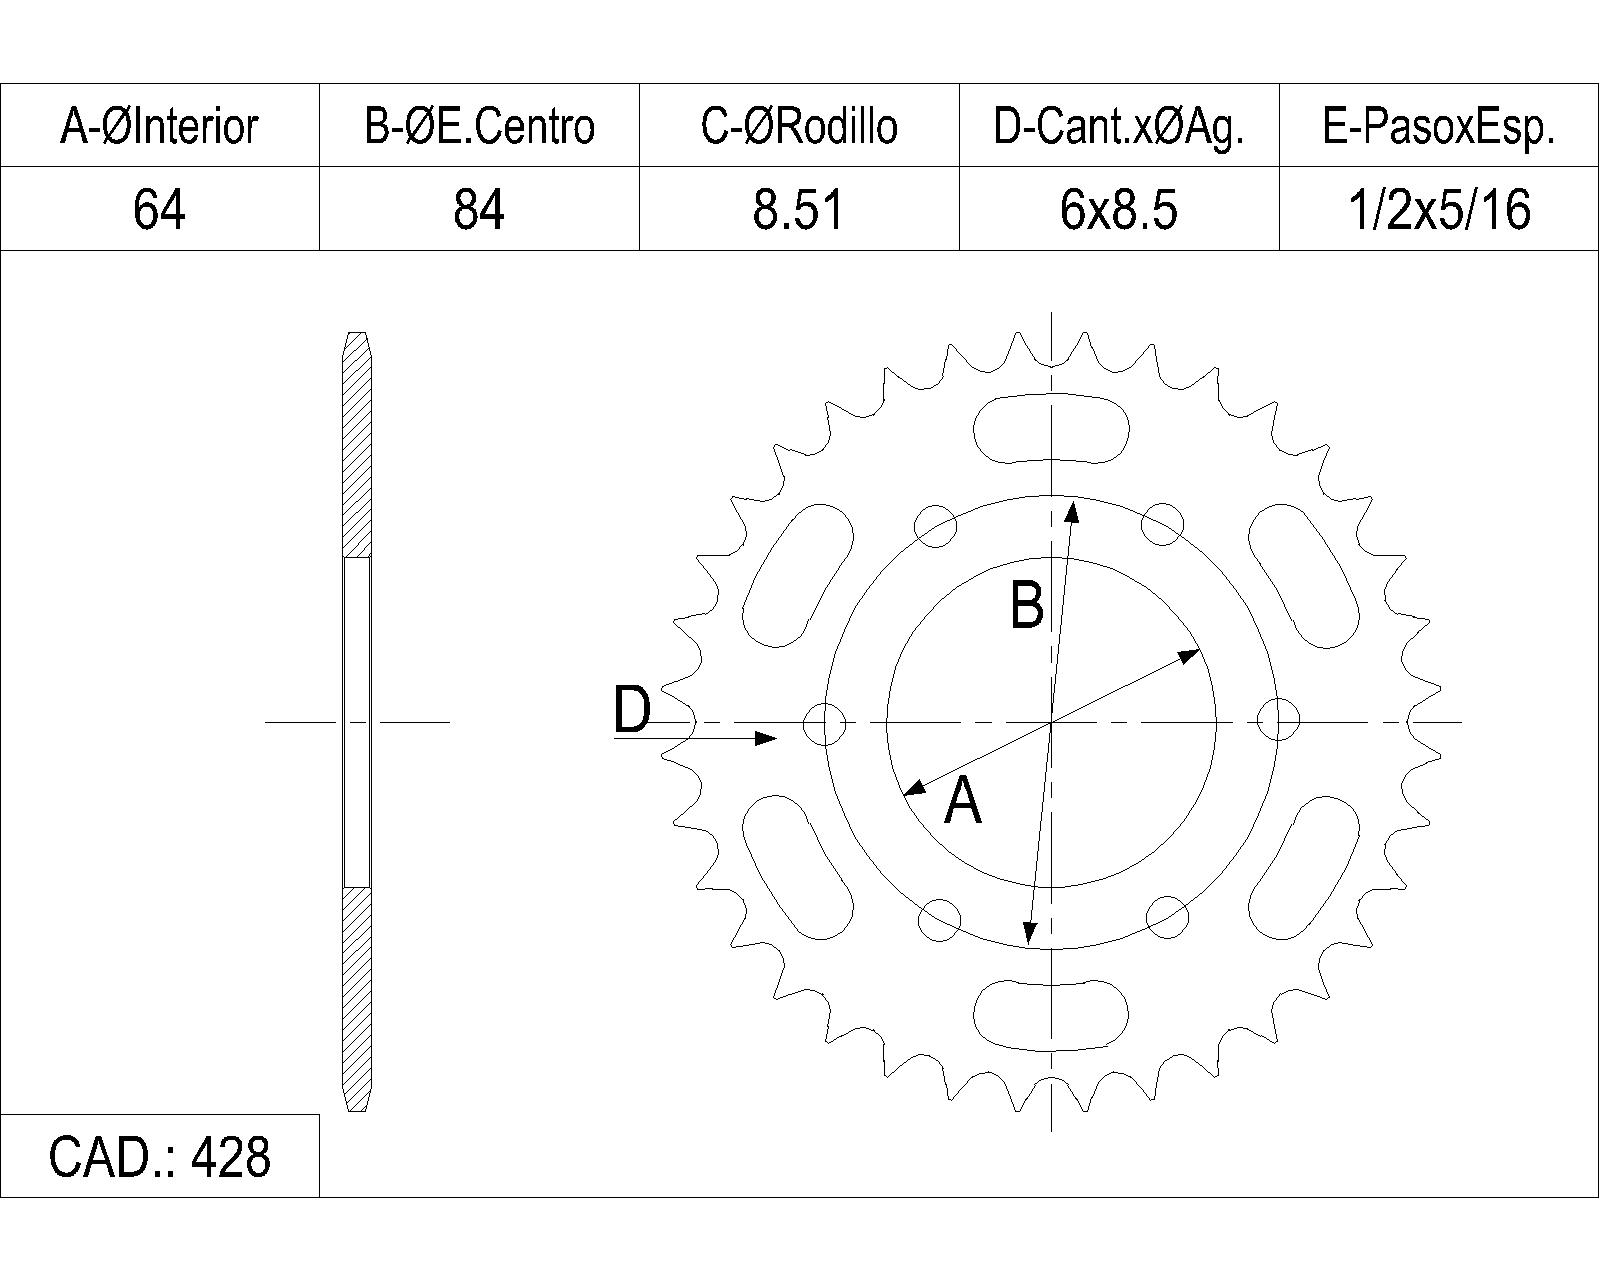 A-ØInterior B-ØE.Centro C-ØRodillo D-Cant.xØAg. E-PasoxEsp.
64 84 8.51 6x8.5 1/2x5/16
B
D
A
CAD.: 428